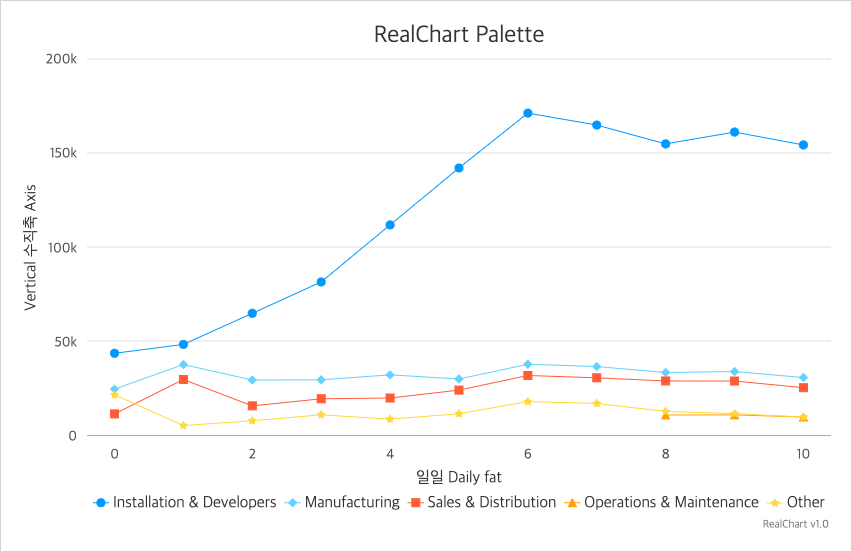 RealChart Palette
200k
150k
100k
50k
0
Vertical 수직축 Axis
0 2 4 6 8 10
일일 Daily fat
Installation & Developers Manufacturing Sales & Distribution Operations & Maintenance Other
RealChart v1.0